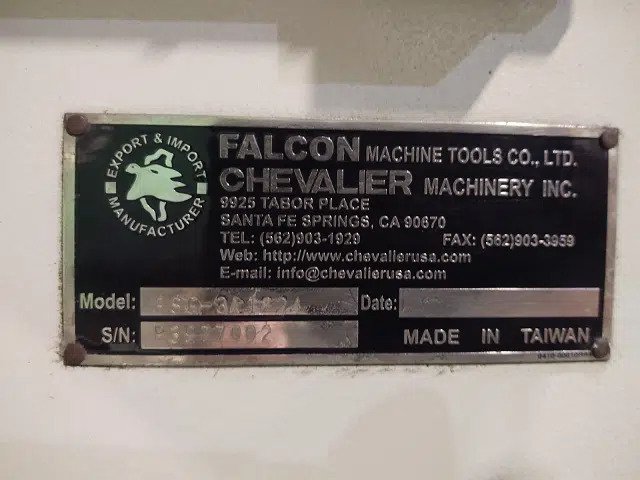 EXPORT & IMPORT
MANUFACTURER
FALCON MACHINE TOOLS CO., LTD.
CHEVALIER MACHINERY INC.
9925 TABOR PLACE
SANTA FE SPRINGS, CA 90670
TEL: (562)903-1929 FAX: (562)903-3959
Web: http://www.chevalierusa.com
E-mail: info@chevalierusa.com
Model: Date:
S/N: MADE IN TAIWAN